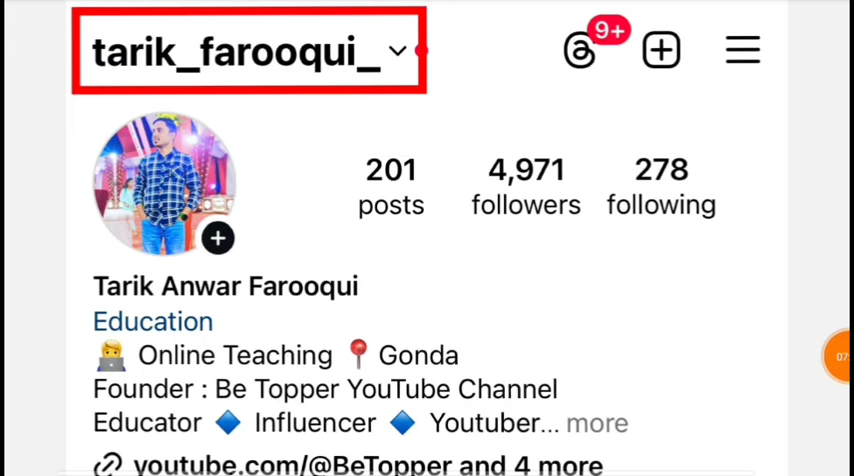 tarik_farooqui_
9+
201 4,971 278
posts followers following
Tarik Anwar Farooqui
Education
Online Teaching Gonda
Founder : Be Topper YouTube Channel
Educator Influencer Youtuber... more
youtube.com/@BeTopper and 4 more